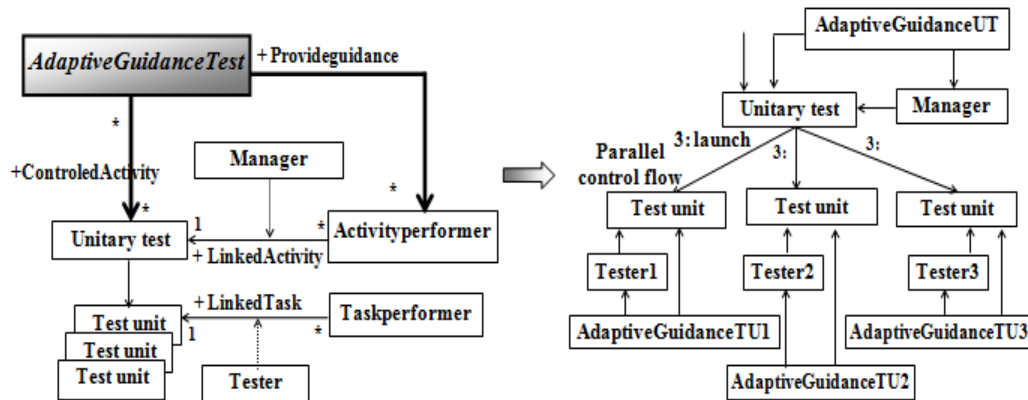 AdaptiveGuidanceTest
+ Provideguidance
*
+ControledActivity
*
Manager
*
1
*
Unitary test
Activityperformer
+ LinkedActivity
+ LinkedTask
Taskperformer
1
*
Test unit
Test unit
Test unit
Tester
AdaptiveGuidanceUT
Unitary test
Manager
Parallel
control flow
3: launch
3:
3:
Test unit
Test unit
Test unit
Tester1
Tester2
Tester3
AdaptiveGuidanceTU1
AdaptiveGuidanceTU3
AdaptiveGuidanceTU2